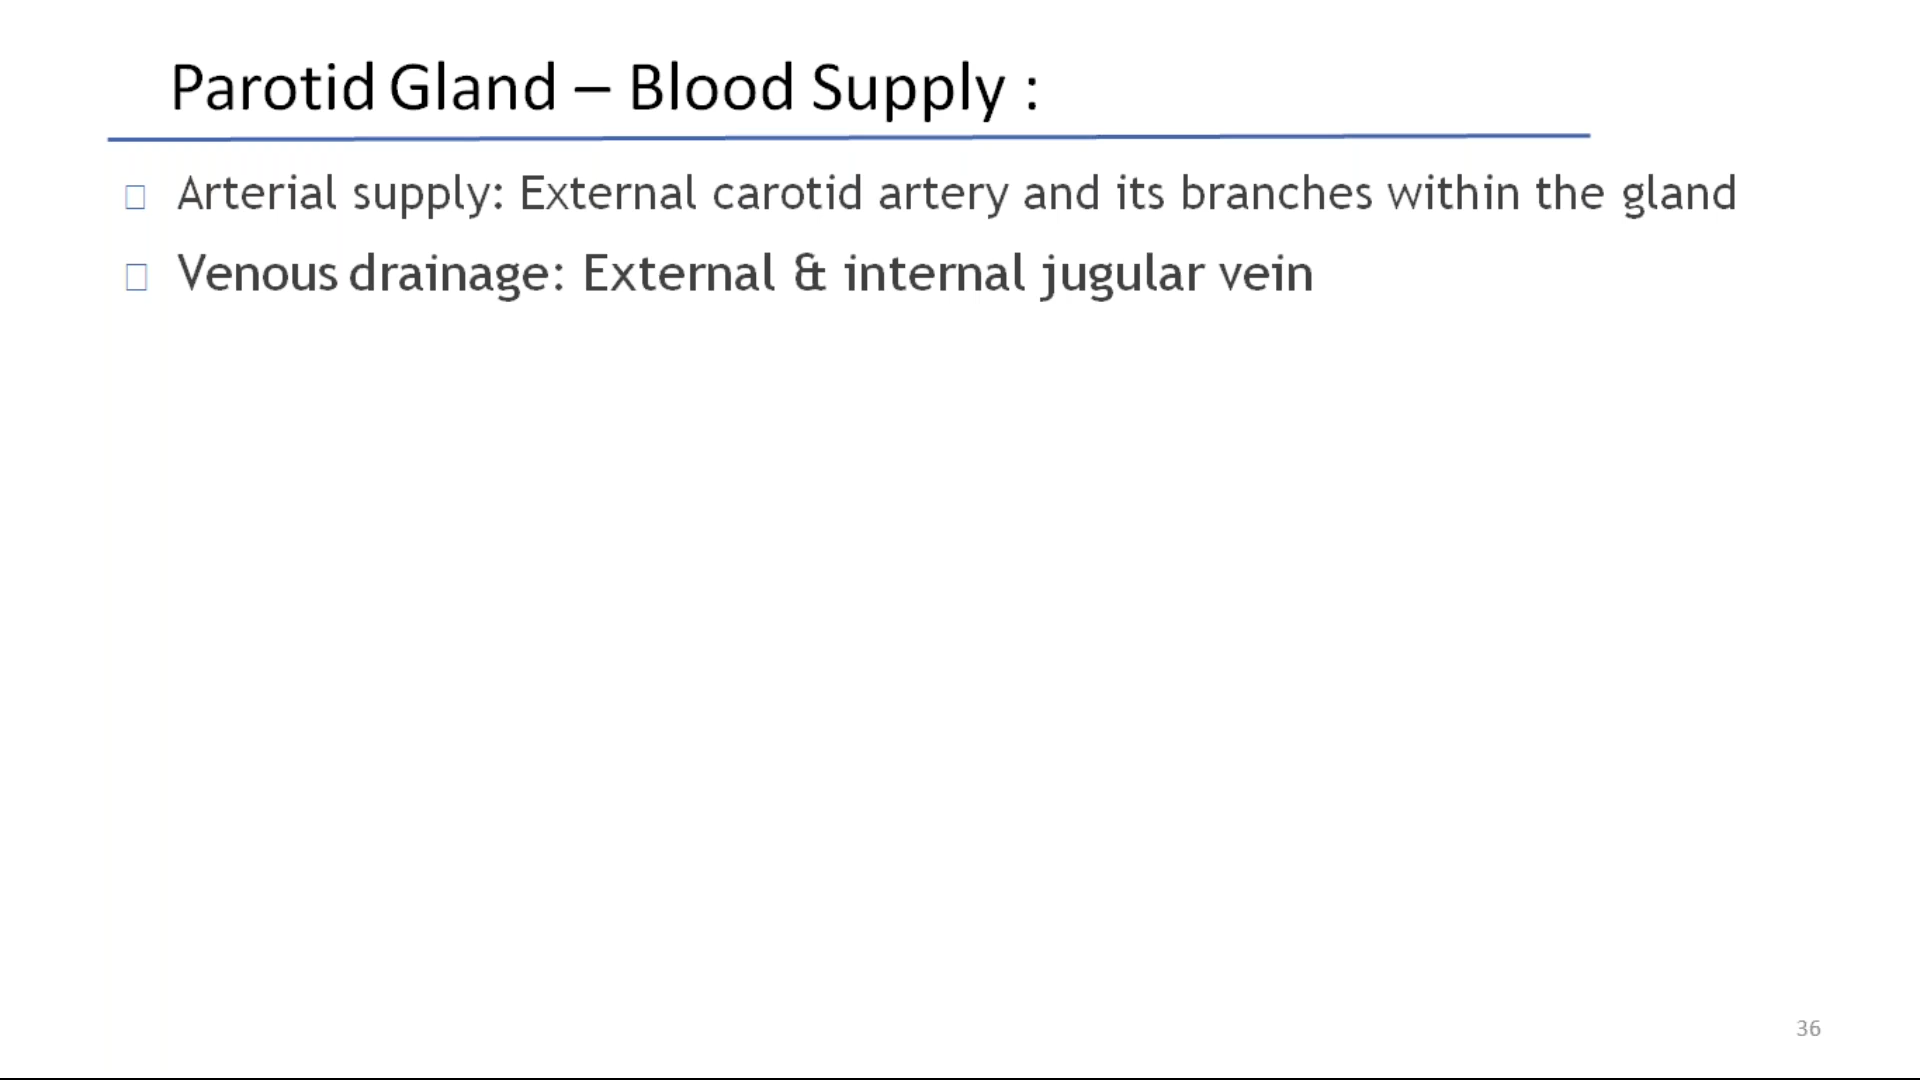 Parotid Gland – Blood Supply :
Arterial supply: External carotid artery and its branches within the gland
Venous drainage: External & internal jugular vein
36